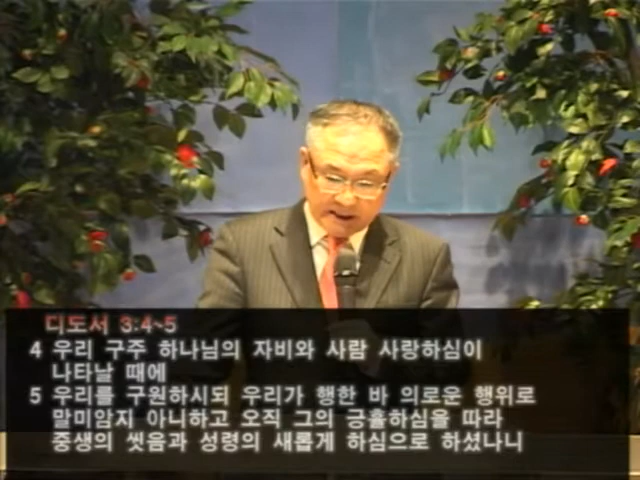 디도서 3:4~5
4 우리 구주 하나님의 자비와 사람 사랑하심이
나타날 때에
5 우리를 구원하시되 우리가 행한 바 의로운 행위로
말미암지 아니하고 오직 그의 긍휼하심을 따라
중생의 씻음과 성령의 새롭게 하심으로 하셨나니